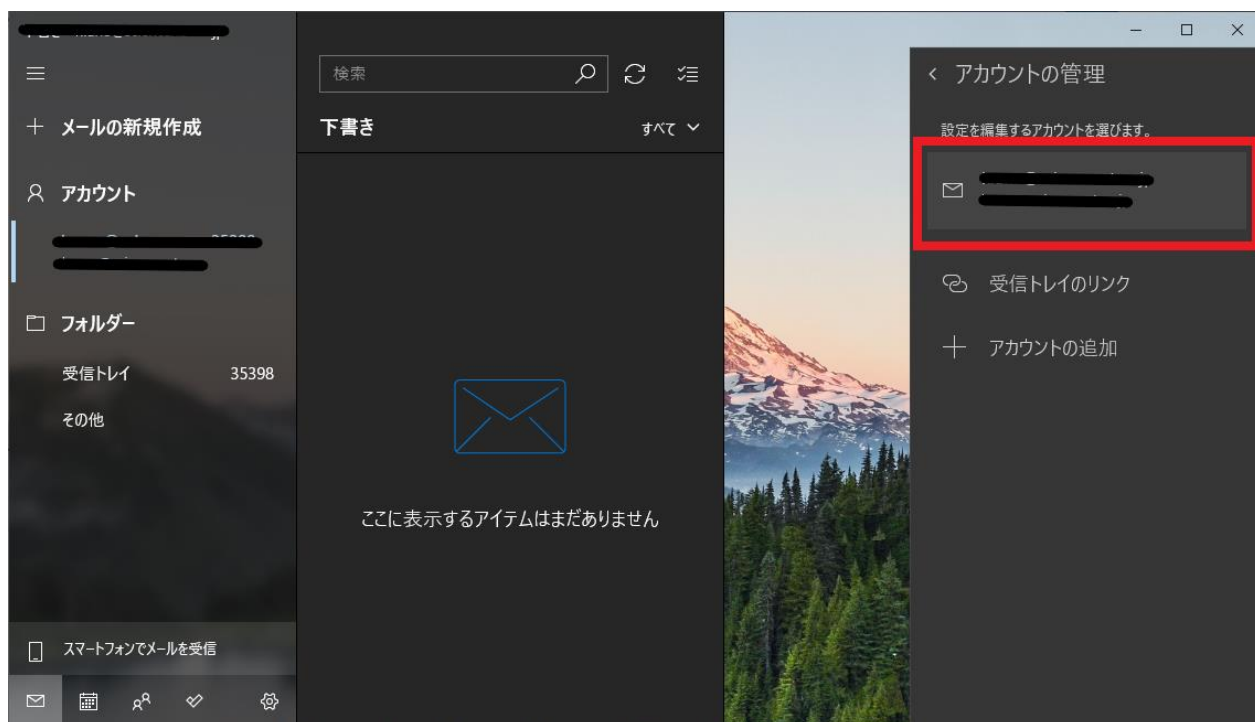 検索
アカウントの管理
メールの新規作成
下書き
すべて
設定を編集するアカウントを選びます。
アカウント
フォルダー
受信トレイ 35398
その他
ここに表示するアイテムはまだありません
受信トレイのリンク
アカウントの追加
スマートフォンでメールを受信